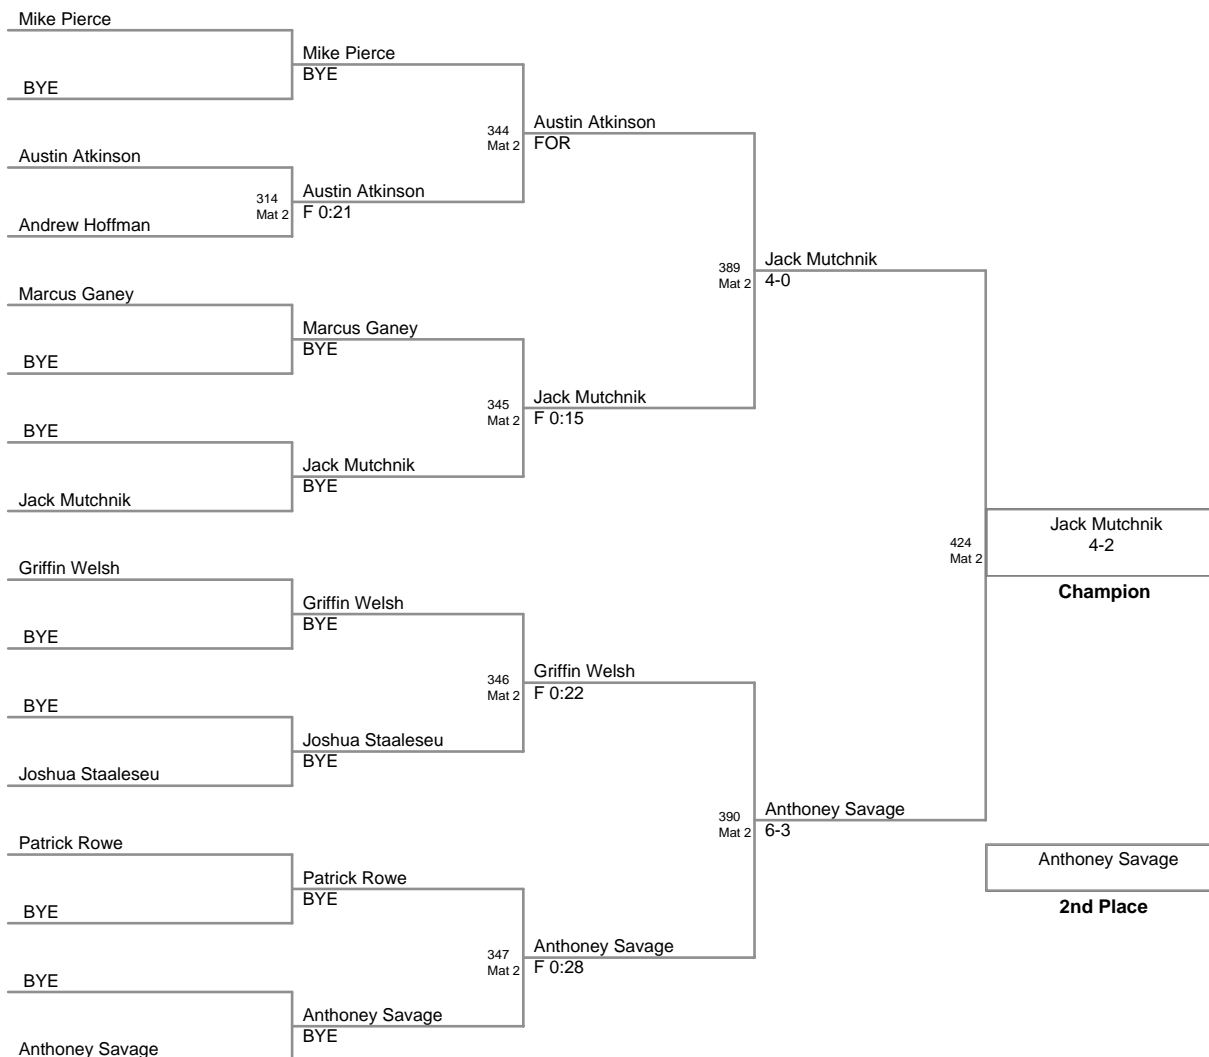 Mike Pierce
BYE
Austin Atkinson
Andrew Hoffman
Marcus Ganey
BYE
BYE
Jack Mutchnik
Griffin Welsh
BYE
BYE
Joshua Staaleseu
Patrick Rowe
BYE
BYE
Anthoney Savage
Mike Pierce
BYE
314
Mat 2
Austin Atkinson
F 0:21
Marcus Ganey
BYE
Jack Mutchnik
BYE
Griffin Welsh
BYE
Joshua Staaleseu
BYE
Patrick Rowe
BYE
Anthoney Savage
BYE
344
Mat 2
Austin Atkinson
FOR
345
Mat 2
Jack Mutchnik
F 0:15
346
Mat 2
Griffin Welsh
F 0:22
347
Mat 2
Anthoney Savage
F 0:28
389
Mat 2
Jack Mutchnik
4-0
390
Mat 2
Anthoney Savage
6-3
424
Mat 2
Jack Mutchnik
4-2
Champion
Anthoney Savage
2nd Place